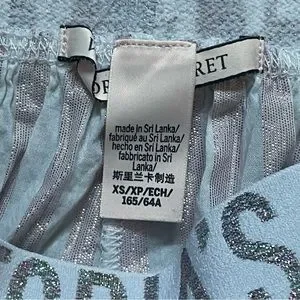 RET
made in Sri Lanka/
fabriqué au Sri Lanka/
hecho en Sri Lanka/
fabbricato in Sri
Lanka/
斯里兰卡制造
XS/XP/ECH/
165/64A
'S